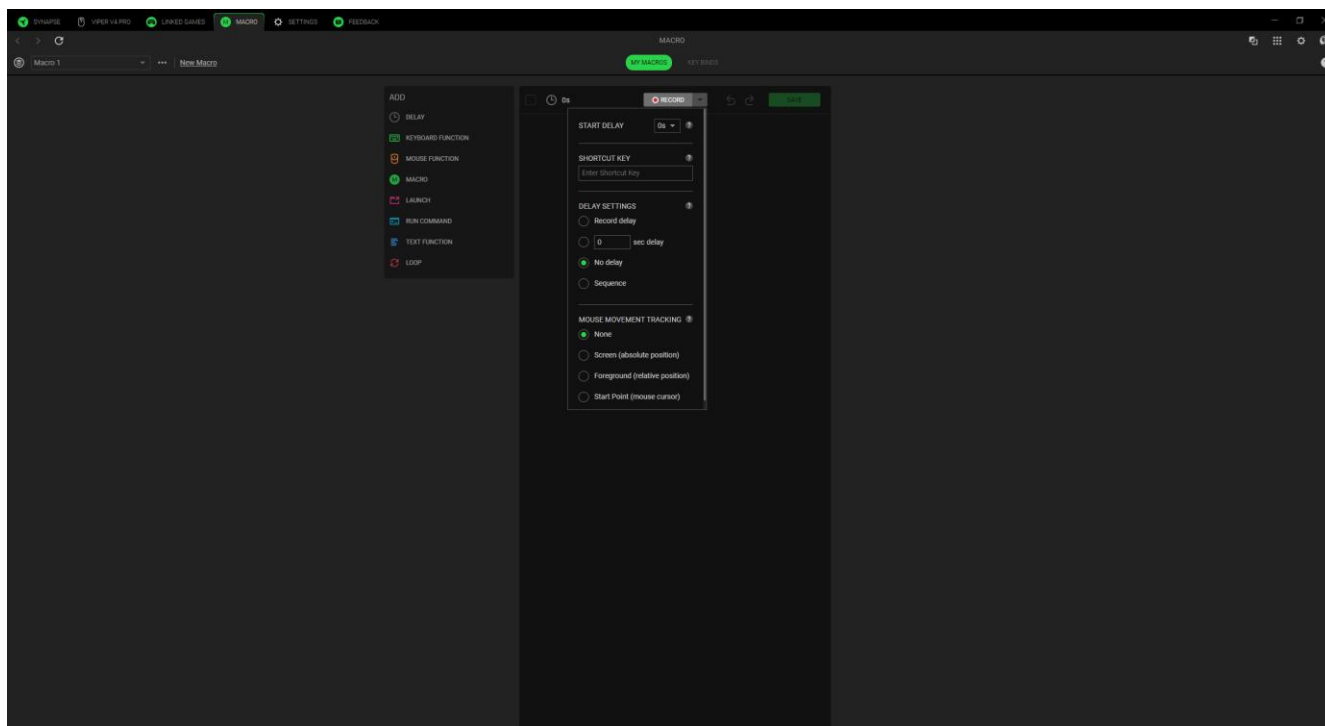 SYNAPSE VIPER V4 PRO LINKED GAMES MACRO SETTINGS FEEDBACK
MACRO
Macro 1 New Macro MY MACROS KEY BINDS
ADD
DELAY
KEYBOARD FUNCTION
MOUSE FUNCTION
MACRO
LAUNCH
RUN COMMAND
TEXT FUNCTION
LOOP
0s RECORD SAVE
START DELAY 0s
SHORTCUT KEY
Enter Shortcut Key
DELAY SETTINGS
Record delay
0 sec delay
No delay
Sequence
MOUSE MOVEMENT TRACKING
None
Screen (absolute position)
Foreground (relative position)
Start Point (mouse cursor)